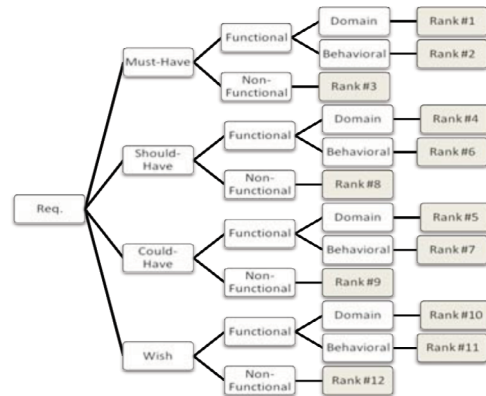 Domain
Rank #1
Functional
Behavioral
Rank #2
Must-Have
Non-
Functional
Rank #3
Domain
Rank #4
Functional
Behavioral
Rank #6
Should-
Have
Non-
Functional
Rank #8
Req.
Domain
Rank #5
Functional
Behavioral
Rank #7
Could-
Have
Non-
Functional
Rank #9
Domain
Rank #10
Functional
Behavioral
Rank #11
Wish
Non-
Functional
Rank #12